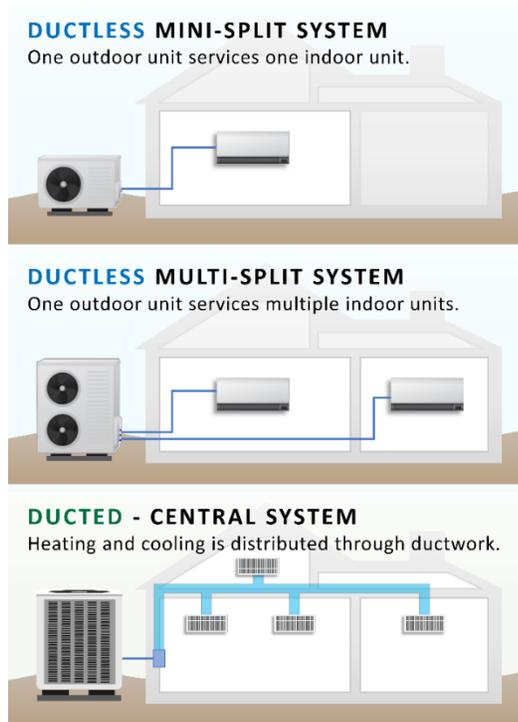 DUCTLESS MINI-SPLIT SYSTEM
One outdoor unit services one indoor unit.
DUCTLESS MULTI-SPLIT SYSTEM
One outdoor unit services multiple indoor units.
DUCTED - CENTRAL SYSTEM
Heating and cooling is distributed through ductwork.